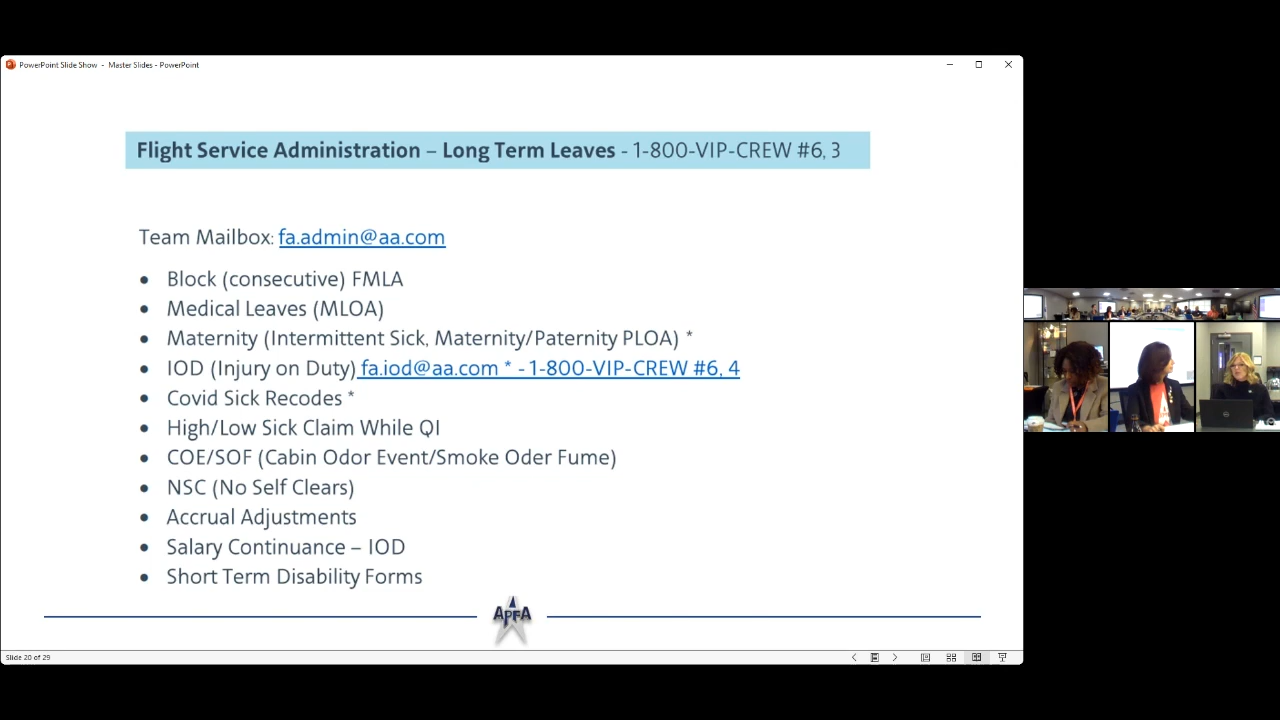 PowerPoint Slide Show - Master Slides - PowerPoint
Flight Service Administration – Long Term Leaves - 1-800-VIP-CREW #6, 3
Team Mailbox: fa.admin@aa.com
• Block (consecutive) FMLA
• Medical Leaves (MLOA)
• Maternity (Intermittent Sick, Maternity/Paternity PLOA) *
• IOD (Injury on Duty) fa.iod@aa.com * - 1-800-VIP-CREW #6, 4
• Covid Sick Recodes *
• High/Low Sick Claim While QI
• COE/SOF (Cabin Odor Event/Smoke Oder Fume)
• NSC (No Self Clears)
• Accrual Adjustments
• Salary Continuance – IOD
• Short Term Disability Forms
APFA
Slide 20 of 29